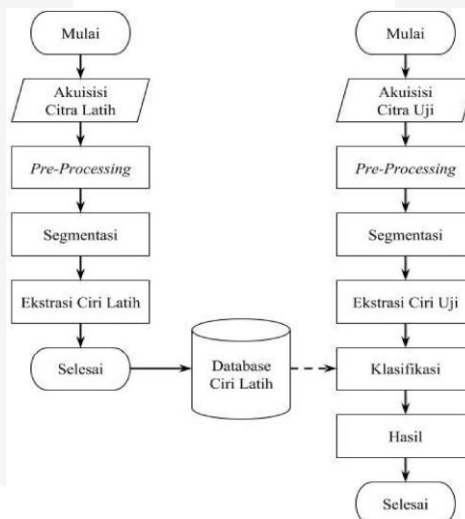 Mulai
Akuisisi
Citra Latih
Pre-Processing
Segmentasi
Ekstrasi Ciri Latih
Selesai
Database
Ciri Latih
Mulai
Akuisisi
Citra Uji
Pre-Processing
Segmentasi
Ekstrasi Ciri Uji
Klasifikasi
Hasil
Selesai